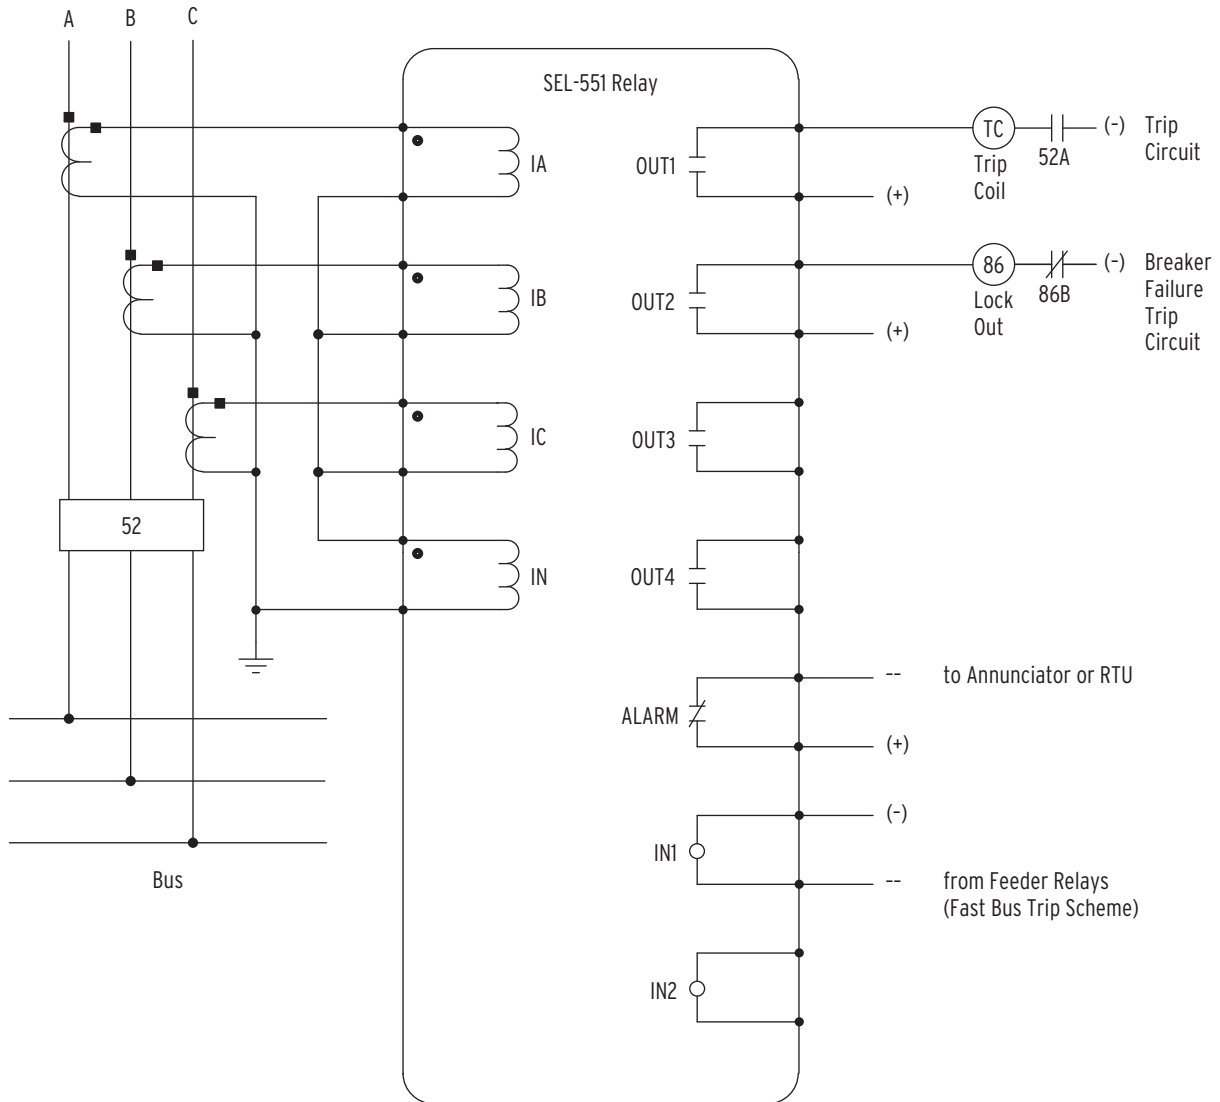 A B C
SEL-551 Relay
IA
OUT1
TC
Trip
Coil
52A
(-)
Trip
Circuit
(+)
IB
OUT2
86
Lock
Out
86B
(-)
Breaker
Failure
Trip
Circuit
(+)
IC
OUT3
52
IN
OUT4
ALARM
-- to Annunciator or RTU
(+)
(-)
Bus
IN1
-- from Feeder Relays
(Fast Bus Trip Scheme)
IN2